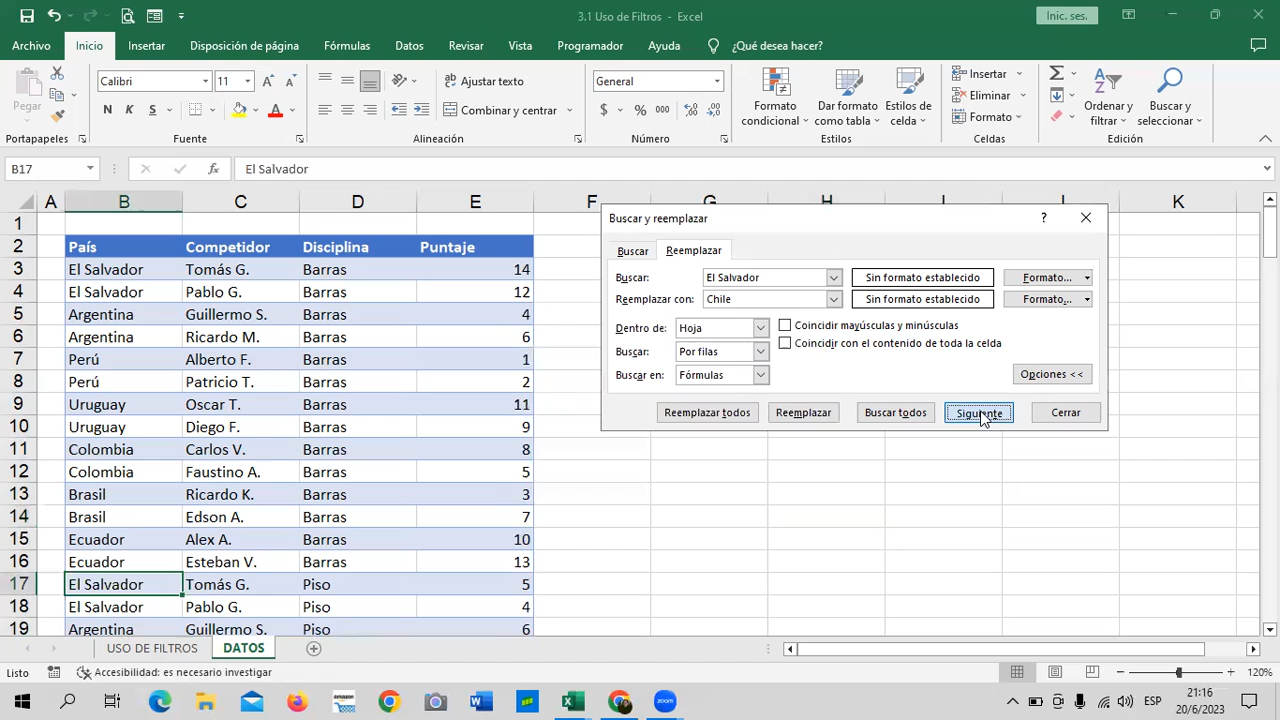 3.1 Uso de Filtros - Excel
Inic. ses.
Archivo Inicio Insertar Disposición de página Fórmulas Datos Revisar Vista Programador Ayuda ¿Qué desea hacer?
Pegar
Calibri 11
N K S
Ajustar texto
Combinar y centrar
General
$ % 000
Formato condicional
Dar formato como tabla
Estilos de celda
Insertar
Eliminar
Formato
Ordenar y filtrar
Buscar y seleccionar
Portapapeles Fuente Alineación Número Estilos Celdas Edición
B17 fx El Salvador
A B C D E F G H I J K
1
2 País Competidor Disciplina Puntaje
3 El Salvador Tomás G. Barras 14
4 El Salvador Pablo G. Barras 12
5 Argentina Guillermo S. Barras 4
6 Argentina Ricardo M. Barras 6
7 Perú Alberto F. Barras 1
8 Perú Patricio T. Barras 2
9 Uruguay Oscar T. Barras 11
10 Uruguay Diego F. Barras 9
11 Colombia Carlos V. Barras 8
12 Colombia Faustino A. Barras 5
13 Brasil Ricardo K. Barras 3
14 Brasil Edson A. Barras 7
15 Ecuador Alex A. Barras 10
16 Ecuador Esteban V. Barras 13
17 El Salvador Tomás G. Piso 5
18 El Salvador Pablo G. Piso 4
19 Argentina Guillermo S. Piso 6
Buscar y reemplazar ?
Buscar Reemplazar
Buscar: El Salvador Sin formato establecido Formato...
Reemplazar con: Chile Sin formato establecido Formato...
Dentro de: Hoja Coincidir mayúsculas y minúsculas
Buscar: Por filas Coincidir con el contenido de toda la celda
Buscar en: Fórmulas Opciones <<
Reemplazar todos Reemplazar Buscar todos Siguiente Cerrar
USO DE FILTROS DATOS
Listo Accesibilidad: es necesario investigar 120%
amazon
zoom
ESP
21:16
20/6/2023